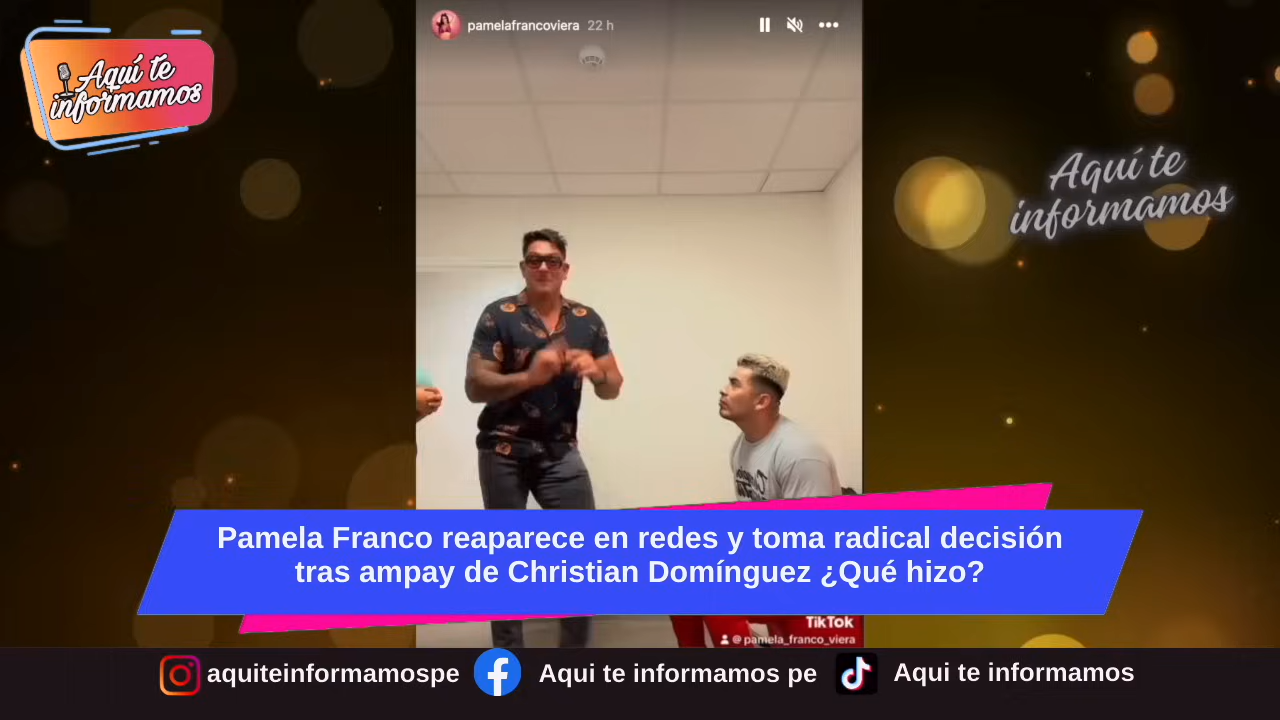 Aquí te
informamos
pamelafrancoviera 22 h
Aquí te
informamos
Pamela Franco reaparece en redes y toma radical decisión
tras ampay de Christian Domínguez ¿Qué hizo?
TikTok
@pamela_franco_viera
aquiteinformamospe
Aqui te informamos pe
Aqui te informamos